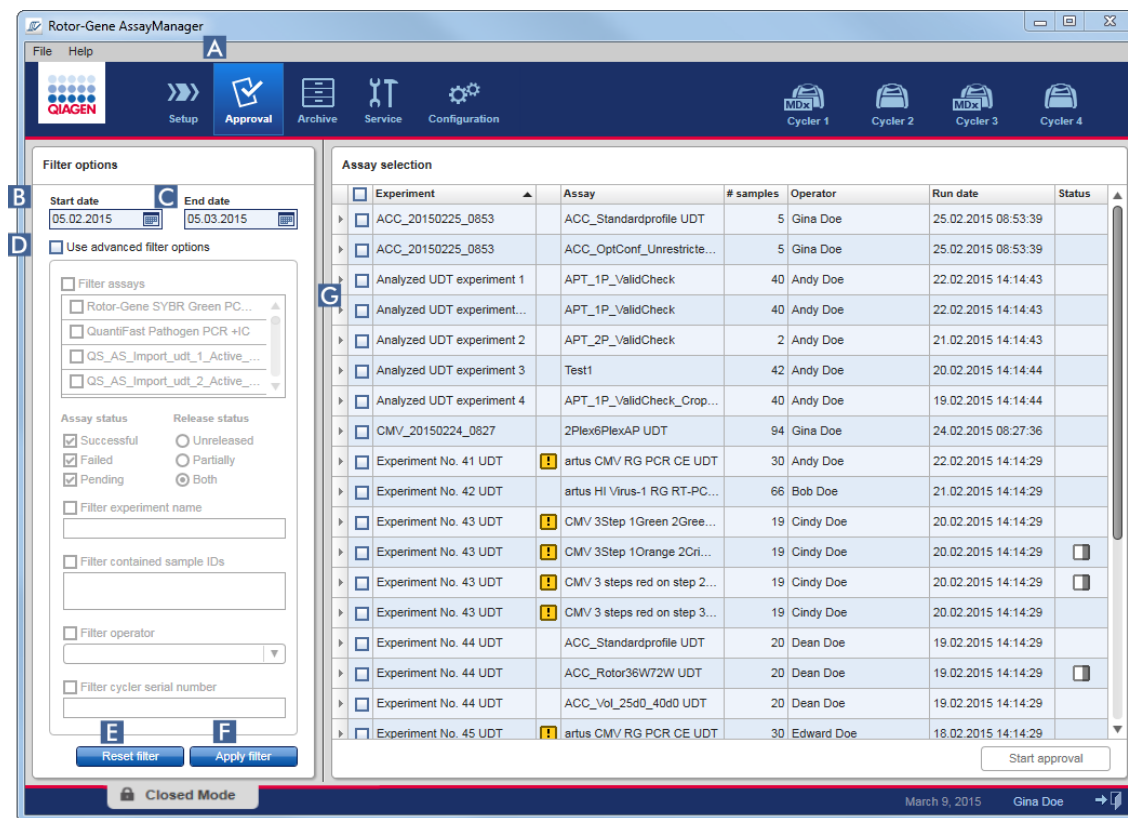 Rotor-Gene AssayManager
A
File Help
QIAGEN
Setup Approval Archive Service Configuration
MDx Cycler 1 Cycler 2 MDx Cycler 3 Cycler 4
Filter options
B Start date C End date
05.02.2015 05.03.2015
D Use advanced filter options
Filter assays
Rotor-Gene SYBR Green PC...
QuantiFast Pathogen PCR +IC
QS_AS_Import_udt_1_Active_...
QS_AS_Import_udt_2_Active_...
Assay status Release status
Successful Unreleased
Failed Partially
Pending Both
Filter experiment name
Filter contained sample IDs
Filter operator
Filter cycler serial number
E F
Reset filter Apply filter
G
Assay selection
Experiment Assay # samples Operator Run date Status
ACC_20150225_0853 ACC_Standardprofile UDT 5 Gina Doe 25.02.2015 08:53:39
ACC_20150225_0853 ACC_OptConf_Unrestricte... 5 Gina Doe 25.02.2015 08:53:39
Analyzed UDT experiment 1 APT_1P_ValidCheck 40 Andy Doe 22.02.2015 14:14:43
Analyzed UDT experiment... APT_1P_ValidCheck 40 Andy Doe 22.02.2015 14:14:43
Analyzed UDT experiment 2 APT_2P_ValidCheck 2 Andy Doe 21.02.2015 14:14:43
Analyzed UDT experiment 3 Test1 42 Andy Doe 20.02.2015 14:14:44
Analyzed UDT experiment 4 APT_1P_ValidCheck_Crop... 40 Andy Doe 19.02.2015 14:14:44
CMV_20150224_0827 2Plex6PlexAP UDT 94 Gina Doe 24.02.2015 08:27:36
Experiment No. 41 UDT ! artus CMV RG PCR CE UDT 30 Andy Doe 22.02.2015 14:14:29
Experiment No. 42 UDT artus HI Virus-1 RG RT-PC... 66 Bob Doe 21.02.2015 14:14:29
Experiment No. 43 UDT ! CMV 3Step 1Green 2Gree... 19 Cindy Doe 20.02.2015 14:14:29
Experiment No. 43 UDT ! CMV 3Step 1Orange 2Cri... 19 Cindy Doe 20.02.2015 14:14:29
Experiment No. 43 UDT ! CMV 3 steps red on step 2... 19 Cindy Doe 20.02.2015 14:14:29
Experiment No. 43 UDT ! CMV 3 steps red on step 3... 19 Cindy Doe 20.02.2015 14:14:29
Experiment No. 44 UDT ACC_Standardprofile UDT 20 Dean Doe 19.02.2015 14:14:29
Experiment No. 44 UDT ACC_Rotor36W72W UDT 20 Dean Doe 19.02.2015 14:14:29
Experiment No. 44 UDT ACC_Vol_25d0_40d0 UDT 20 Dean Doe 19.02.2015 14:14:29
Experiment No. 45 UDT ! artus CMV RG PCR CE UDT 30 Edward Doe 18.02.2015 14:14:29
Start approval
Closed Mode
March 9, 2015 Gina Doe